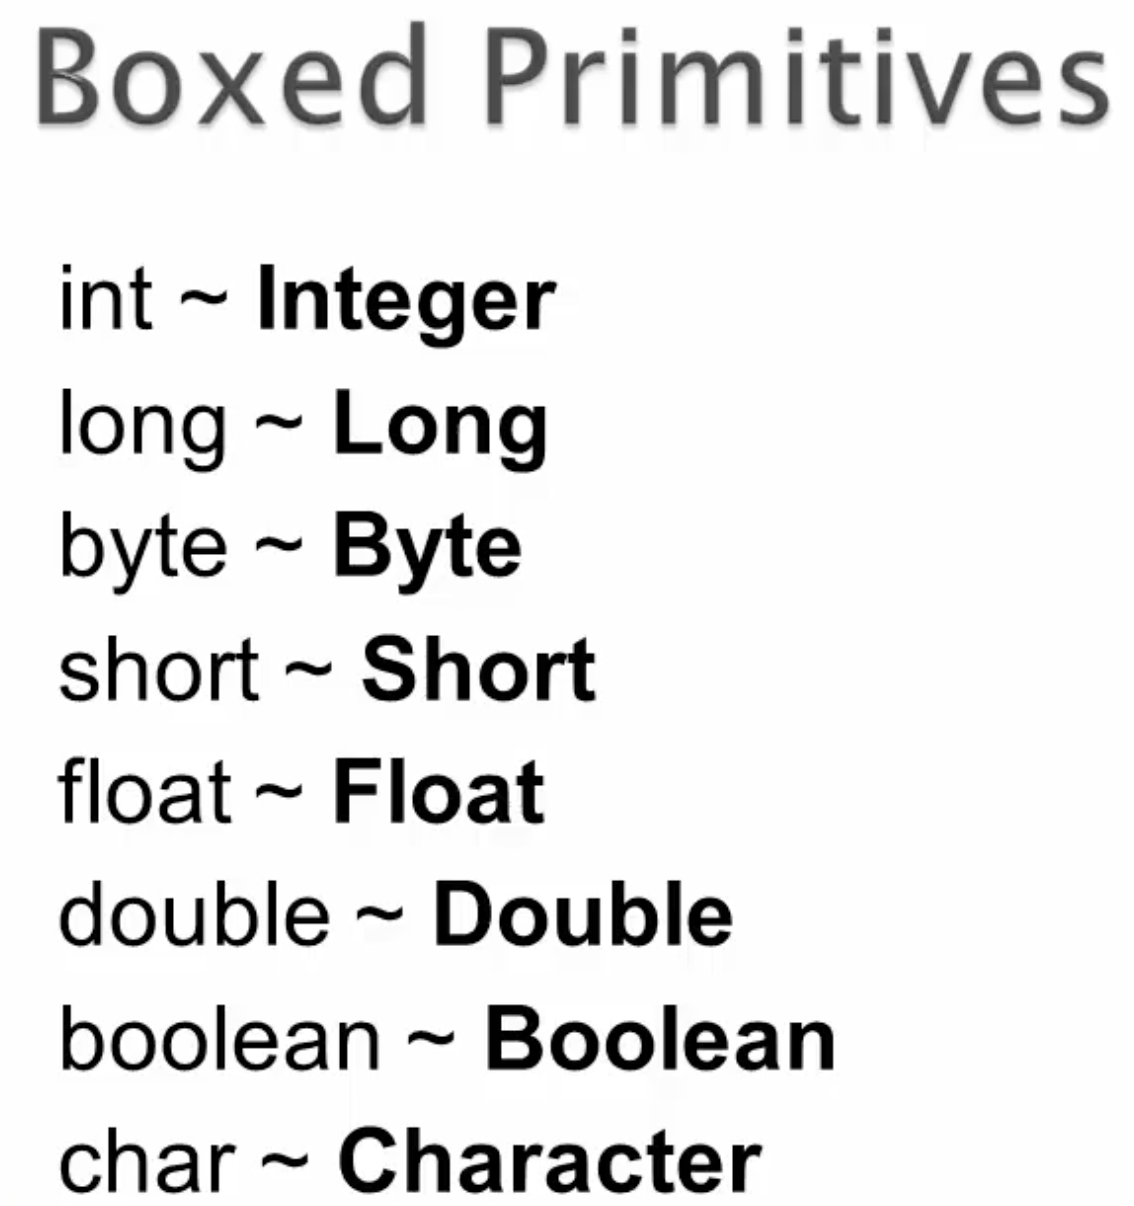 Boxed Primitives
int ~ Integer
long ~ Long
byte ~ Byte
short ~ Short
float ~ Float
double ~ Double
boolean ~ Boolean
char ~ Character